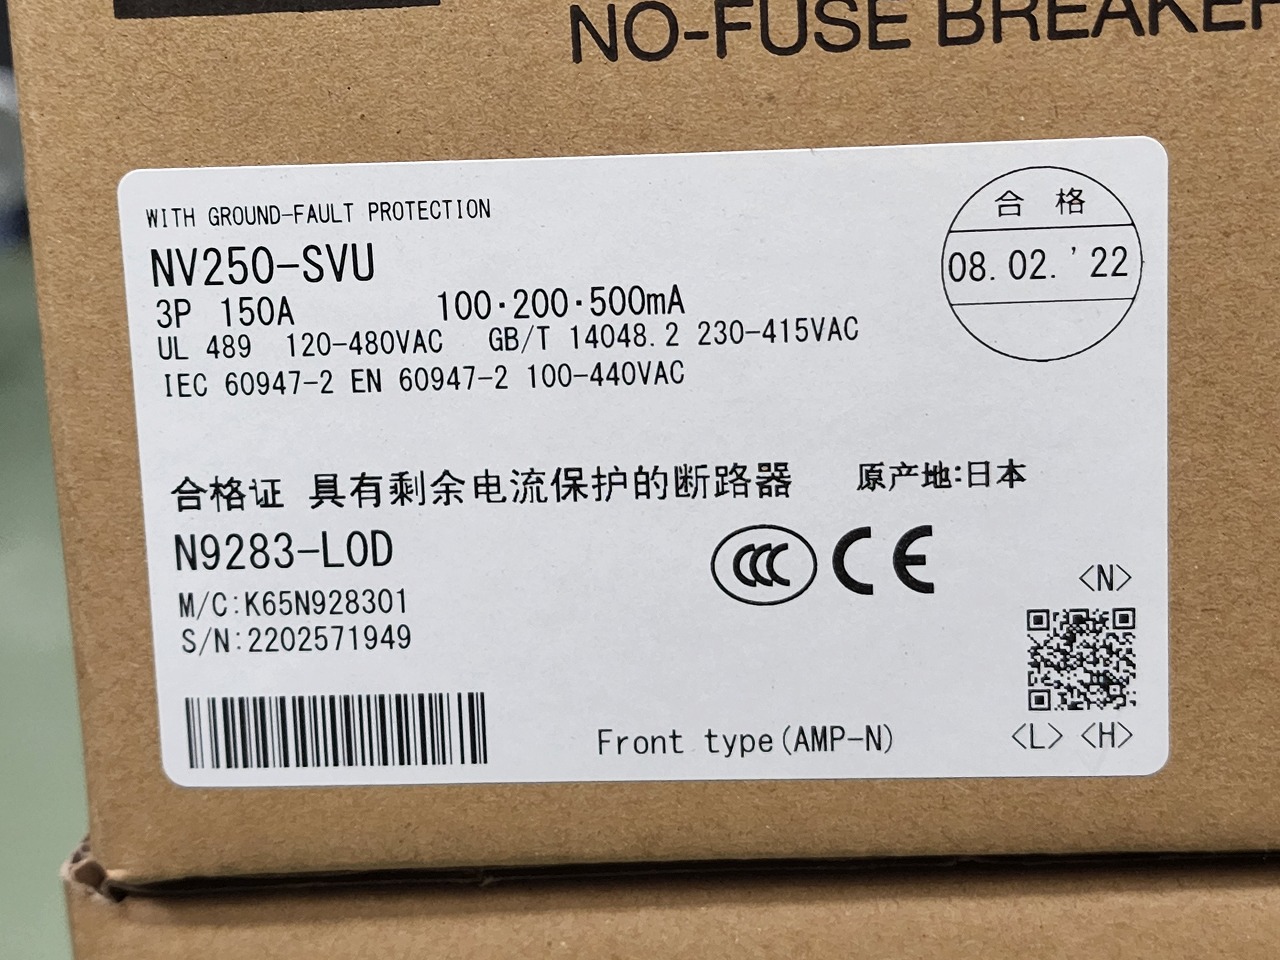 NO-FUSE BREAKER
WITH GROUND-FAULT PROTECTION
合 格
08. 02. '22
NV250-SVU
3P 150A 100·200·500mA
UL 489 120-480VAC GB/T 14048.2 230-415VAC
IEC 60947-2 EN 60947-2 100-440VAC
合格证 具有剩余电流保护的断路器 原产地:日本
N9283-L0D
CCC CE
M/C:K65N928301
S/N:2202571949
<N>
Front type(AMP-N)
<L> <H>